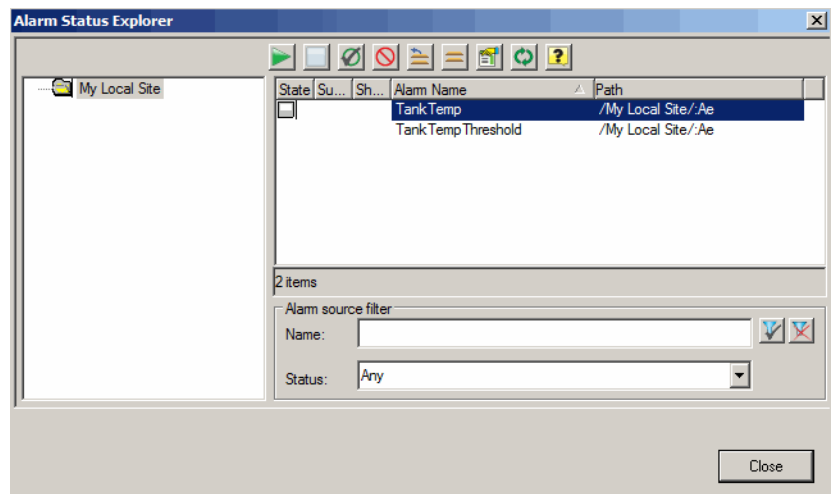 Alarm Status Explorer
My Local Site
State Su... Sh... Alarm Name Path
TankTemp /My Local Site/:Ae
TankTempThreshold /My Local Site/:Ae
2 items
Alarm source filter
Name:
Status: Any
Close